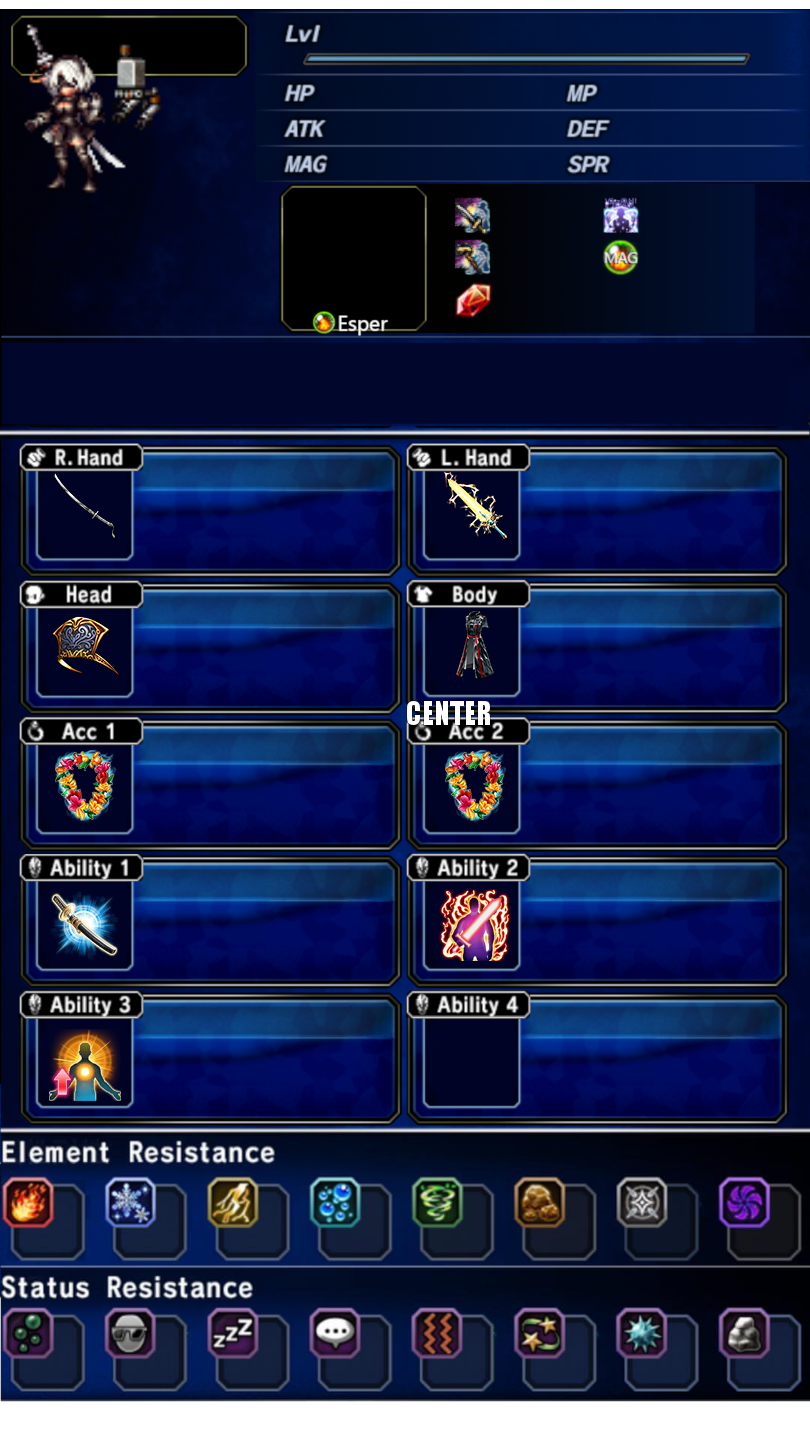 Lvl
HP MP
ATK DEF
MAG SPR
MAG
Esper
R. Hand L. Hand
Head Body
CENTER
Acc 1 Acc 2
Ability 1 Ability 2
Ability 3 Ability 4
Element Resistance
Status Resistance
zzZ